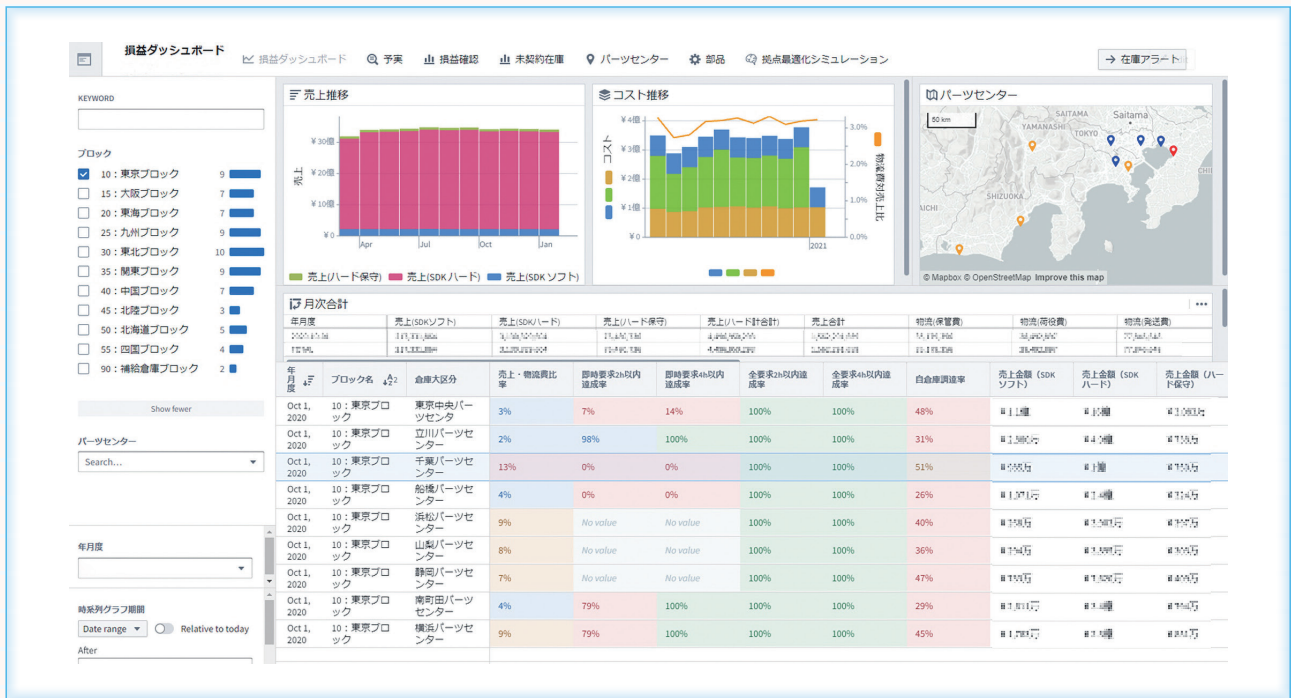 損益ダッシュボード
損益ダッシュボード 予実 損益確認 未契約在庫 パーツセンター 部品 拠点最適化シミュレーション
→ 在庫アラート
KEYWORD
ブロック
10：東京ブロック 9
15：大阪ブロック 7
20：東海ブロック 7
25：九州ブロック 9
30：東北ブロック 10
35：関東ブロック 9
40：中国ブロック 7
45：北陸ブロック 3
50：北海道ブロック 5
55：四国ブロック 4
90：補給倉庫ブロック 2
Show fewer
パーツセンター
Search...
年月度
時系列グラフ期間
Date range Relative to today
After
売上推移
売上
¥30億
¥20億
¥10億
¥0
Apr Jul Oct Jan
売上(ハード保守) 売上(SDKハード) 売上(SDKソフト)
コスト推移
コスト
¥4億
¥3億
¥2億
¥1億
¥0
3.0%
2.0%
1.0%
0.0%
物流費対売上比
2021
パーツセンター
50 km
SAITAMA
Saitama
YAMANASHI
TOKYO
SHIZUOKA
AICHI
CHI
© Mapbox © OpenStreetMap Improve this map
月次合計
年月度 売上(SDKソフト) 売上(SDKハード) 売上(ハード保守) 売上(ハード計合計) 売上合計 物流(保管費) 物流(荷役費) 物流(発送費)
年月度 ブロック名 2 倉庫大区分 売上・物流費比率 即時要求2h以内達成率 即時要求4h以内達成率 全要求2h以内達成率 全要求4h以内達成率 自倉庫調達率 売上金額（SDKソフト） 売上金額（SDKハード） 売上金額（ハード保守）
Oct 1, 2020 10：東京ブロック 東京中央パーツセンタ 3% 7% 14% 100% 100% 48%
Oct 1, 2020 10：東京ブロック 立川パーツセンター 2% 98% 100% 100% 100% 31%
Oct 1, 2020 10：東京ブロック 千葉パーツセンター 13% 0% 0% 100% 100% 51%
Oct 1, 2020 10：東京ブロック 船橋パーツセンター 4% 0% 0% 100% 100% 26%
Oct 1, 2020 10：東京ブロック 浜松パーツセンター 9% No value No value 100% 100% 40%
Oct 1, 2020 10：東京ブロック 山梨パーツセンター 8% No value No value 100% 100% 36%
Oct 1, 2020 10：東京ブロック 静岡パーツセンター 7% No value No value 100% 100% 47%
Oct 1, 2020 10：東京ブロック 南町田パーツセンター 4% 79% 100% 100% 100% 29%
Oct 1, 2020 10：東京ブロック 横浜パーツセンター 9% 79% 100% 100% 100% 45%